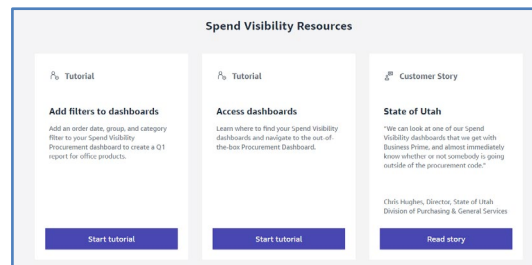 Spend Visibility Resources
Tutorial
Add filters to dashboards
Add an order date, group, and category
filter to your Spend Visibility
Procurement dashboard to create a Q1
report for office products.
Start tutorial
Tutorial
Access dashboards
Learn where to find your Spend Visibility
dashboards and navigate to the out-of-
the-box Procurement Dashboard.
Start tutorial
Customer Story
State of Utah
"We can look at one of our Spend
Visibility dashboards that we get with
Business Prime, and almost immediately
know whether or not somebody is going
outside of the procurement code."
Chris Hughes, Director, State of Utah
Division of Purchasing & General Services
Read story